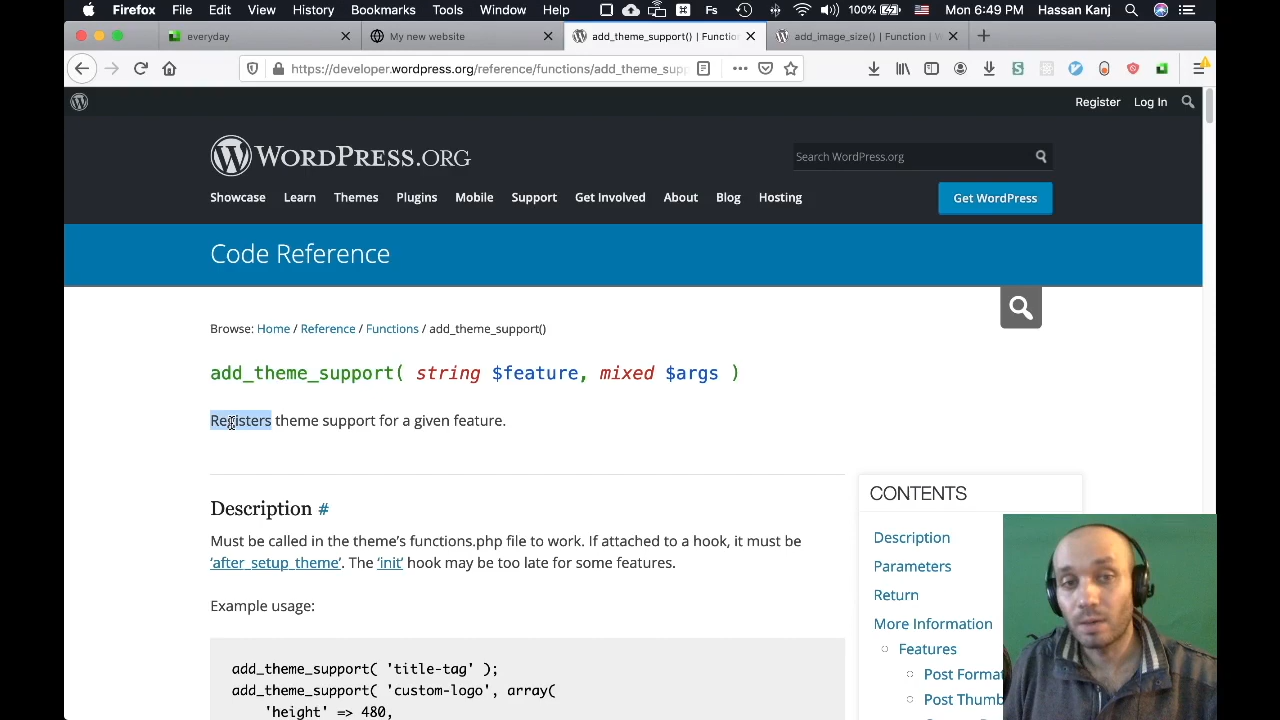 Firefox File Edit View History Bookmarks Tools Window Help Fs 100% Mon 6:49 PM Hassan Kanj
everyday My new website add_theme_support() | Functio add_image_size() | Function | W
https://developer.wordpress.org/reference/functions/add_theme_supp
Register Log In
WORDPRESS.ORG
Search WordPress.org
Showcase Learn Themes Plugins Mobile Support Get Involved About Blog Hosting Get WordPress
Code Reference
Browse: Home / Reference / Functions / add_theme_support()
add_theme_support( string $feature, mixed $args )
Registers theme support for a given feature.
Description #
Must be called in the theme’s functions.php file to work. If attached to a hook, it must be
‘after_setup_theme’. The ‘init’ hook may be too late for some features.
Example usage:
add_theme_support( 'title-tag' );
add_theme_support( 'custom-logo', array(
'height' => 480,
CONTENTS
Description
Parameters
Return
More Information
Features
Post Format
Post Thumb